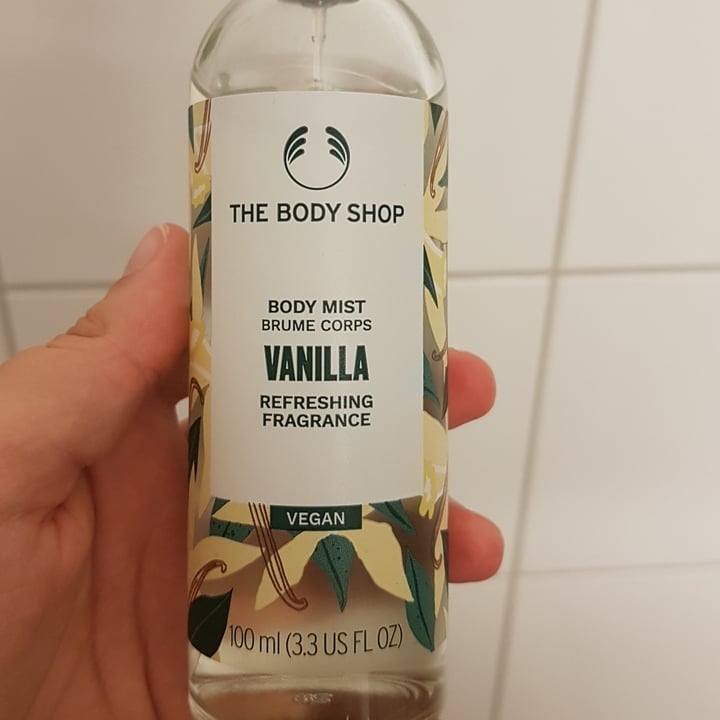 THE BODY SHOP
BODY MIST
BRUME CORPS
VANILLA
REFRESHING
FRAGRANCE
VEGAN
100 ml (3.3 US FL OZ)